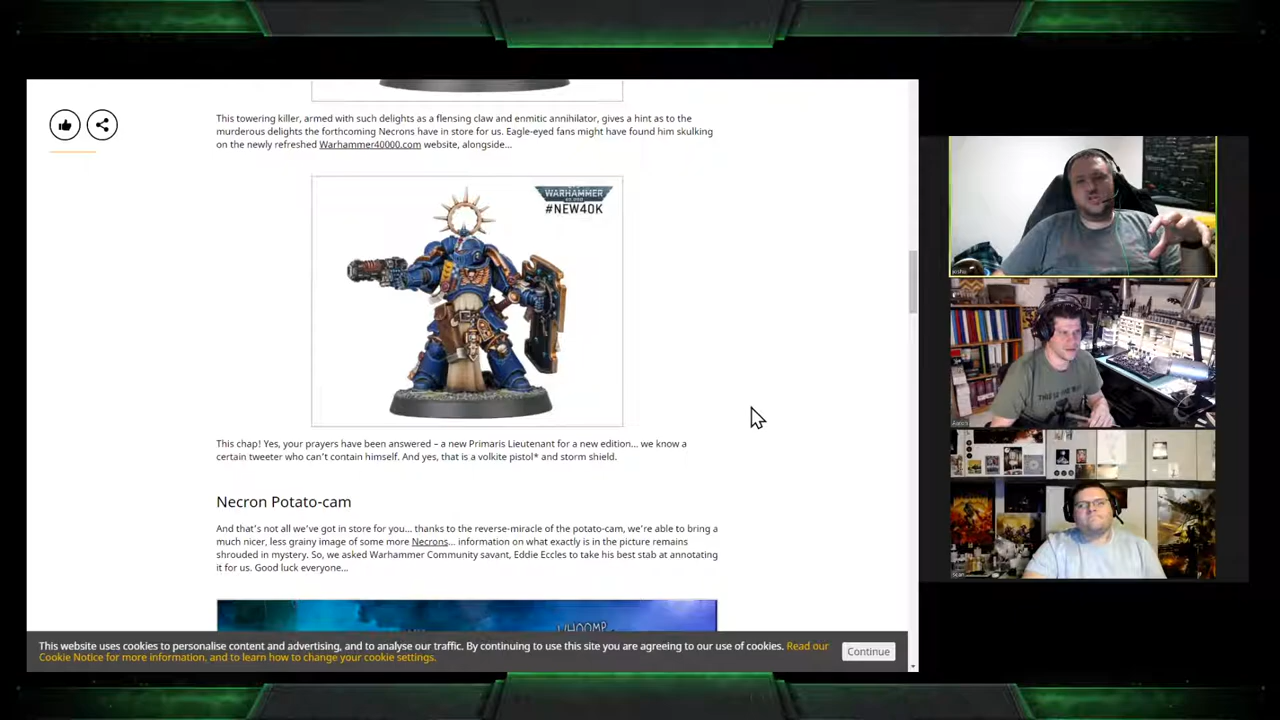 This towering killer, armed with such delights as a flensing claw and enmitic annihilator, gives a hint as to the
murderous delights the forthcoming Necrons have in store for us. Eagle-eyed fans might have found him skulking
on the newly refreshed Warhammer40000.com website, alongside…
WARHAMMER
40,000
#NEW40K
This chap! Yes, your prayers have been answered – a new Primaris Lieutenant for a new edition… we know a
certain tweeter who can't contain himself. And yes, that is a volkite pistol* and storm shield.
Necron Potato-cam
And that's not all we've got in store for you… thanks to the reverse-miracle of the potato-cam, we're able to bring a
much nicer, less grainy image of some more Necrons… information on what exactly is in the picture remains
shrouded in mystery. So, we asked Warhammer Community savant, Eddie Eccles to take his best stab at annotating
it for us. Good luck everyone…
WHOOMP
This website uses cookies to personalise content and advertising, and to analyse our traffic. By continuing to use this site you are agreeing to our use of cookies. Read our
Cookie Notice for more information, and to learn how to change your cookie settings.
Continue